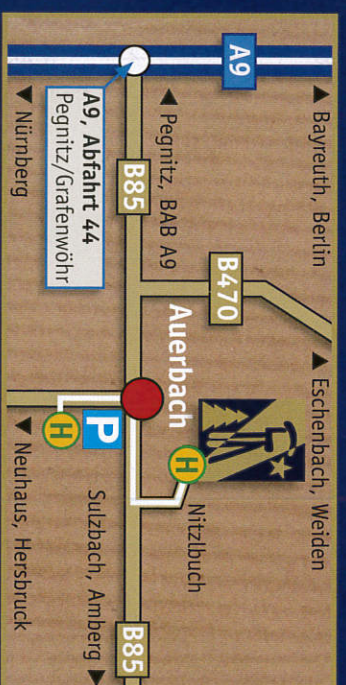 ▲ Bayreuth, Berlin
▲ Eschenbach, Weiden
A9
B470
Nitzlbuch
H
▲ Pegnitz, BAB A9
Auerbach
B85
B85
P
H
Sulzbach, Amberg ▶
A9, Abfahrt 44
Pegnitz/Grafenwöhr
▼ Nürnberg
▼ Neuhaus, Hersbruck